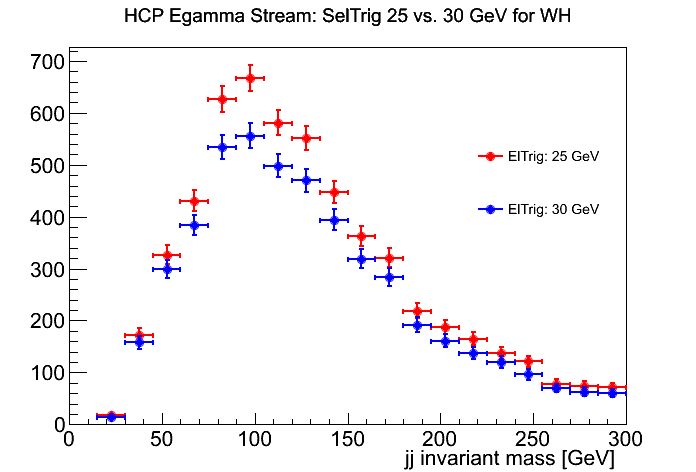 HCP Egamma Stream: SelTrig 25 vs. 30 GeV for WH
700
600
500
400
300
200
100
0
ElTrig: 25 GeV
ElTrig: 30 GeV
0 50 100 150 200 250 300
jj invariant mass [GeV]